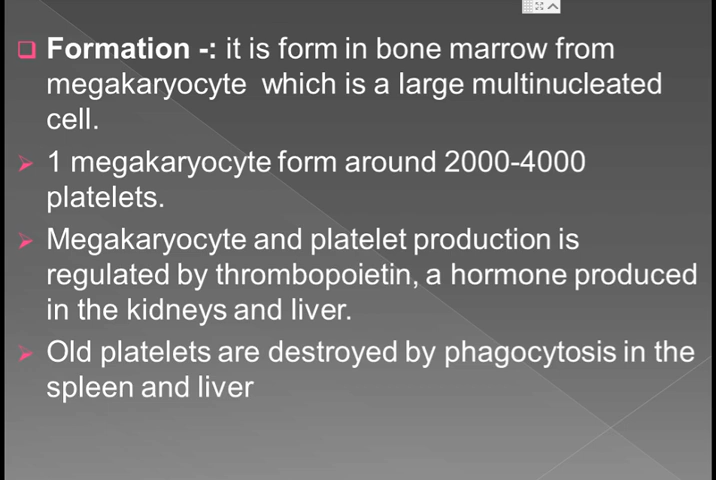 Formation -: it is form in bone marrow from
megakaryocyte which is a large multinucleated
cell.
1 megakaryocyte form around 2000-4000
platelets.
Megakaryocyte and platelet production is
regulated by thrombopoietin, a hormone produced
in the kidneys and liver.
Old platelets are destroyed by phagocytosis in the
spleen and liver